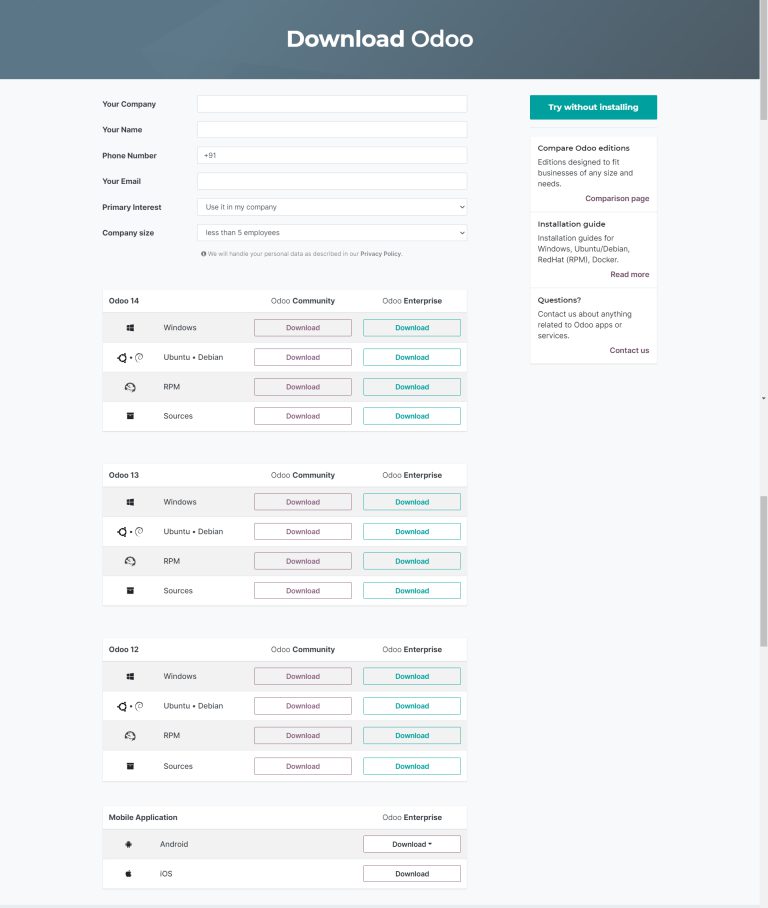 Download Odoo
Your Company
Your Name
Phone Number +91
Your Email
Primary Interest Use it in my company
Company size less than 5 employees
We will handle your personal data as described in our Privacy Policy.
Try without installing
Compare Odoo editions
Editions designed to fit
businesses of any size and
needs.
Comparison page
Installation guide
Installation guides for
Windows, Ubuntu/Debian,
RedHat (RPM), Docker.
Read more
Questions?
Contact us about anything
related to Odoo apps or
services.
Contact us
Odoo 14 Odoo Community Odoo Enterprise
Windows Download Download
Ubuntu • Debian Download Download
RPM Download Download
Sources Download Download
Odoo 13 Odoo Community Odoo Enterprise
Windows Download Download
Ubuntu • Debian Download Download
RPM Download Download
Sources Download Download
Odoo 12 Odoo Community Odoo Enterprise
Windows Download Download
Ubuntu • Debian Download Download
RPM Download Download
Sources Download Download
Mobile Application Odoo Enterprise
Android Download
iOS Download